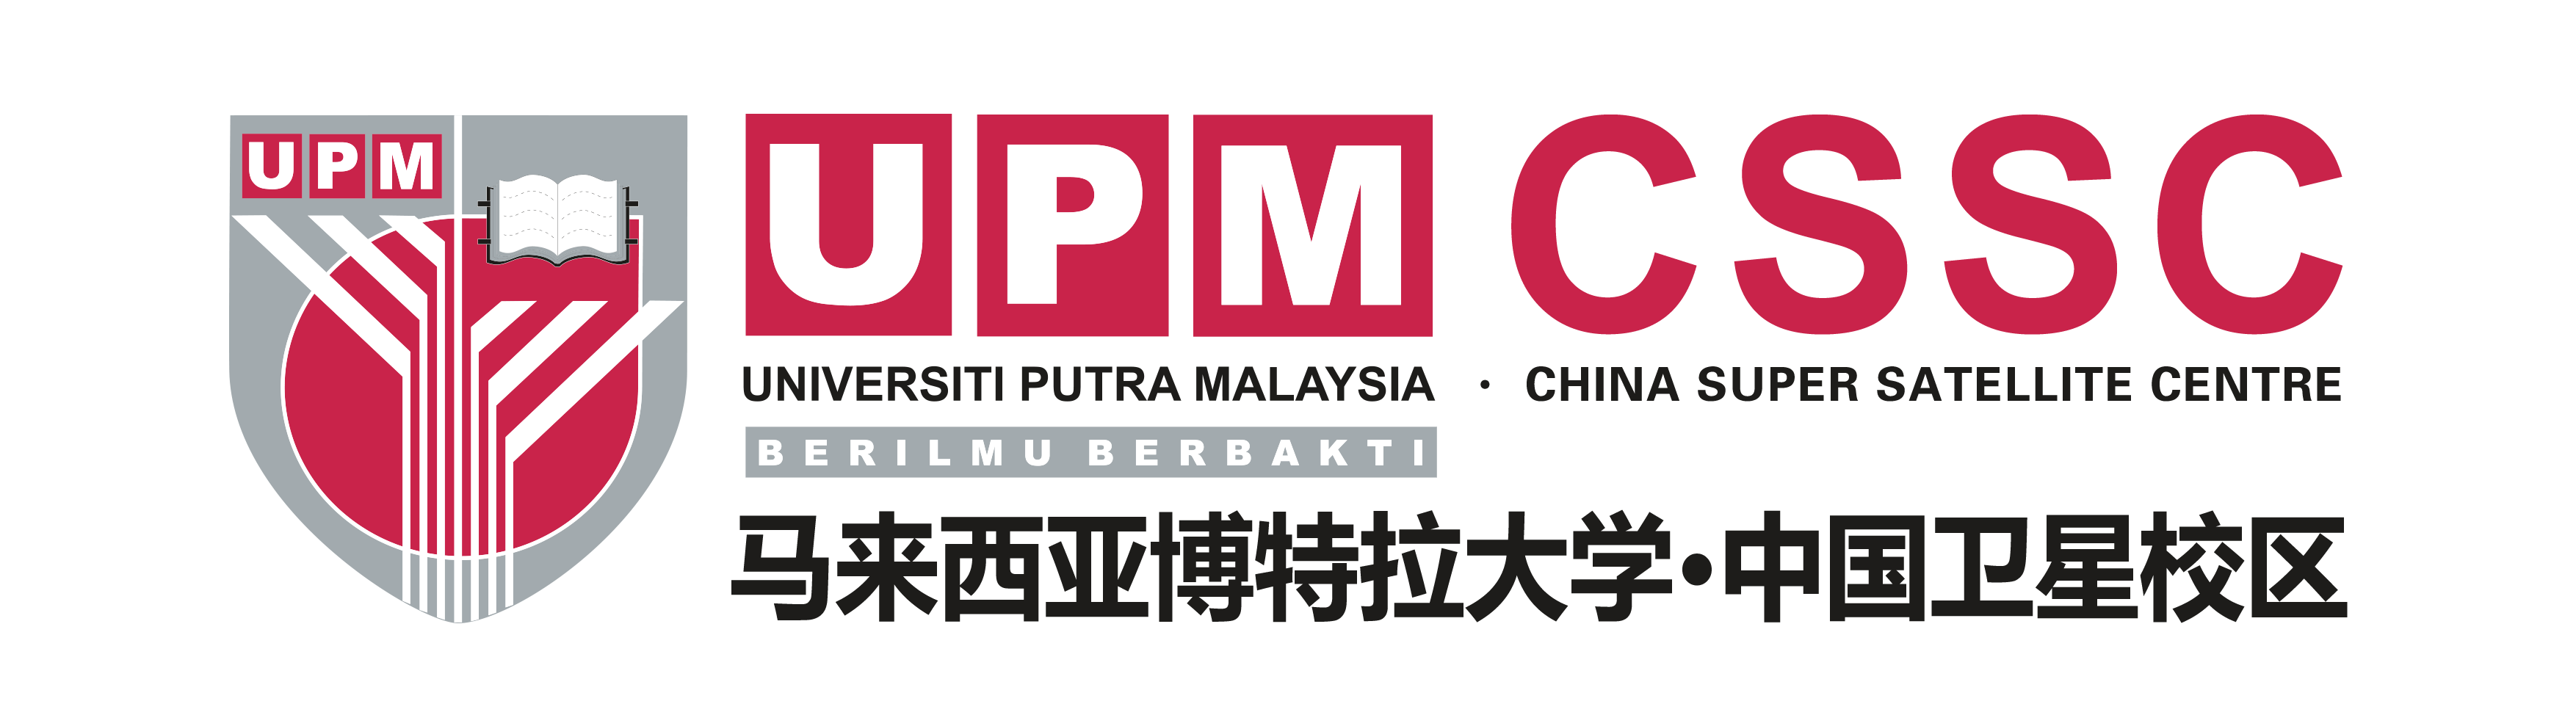 UPM
UPM CSSC
UNIVERSITI PUTRA MALAYSIA · CHINA SUPER SATELLITE CENTRE
BERILMU BERBAKTI
马来西亚博特拉大学·中国卫星校区